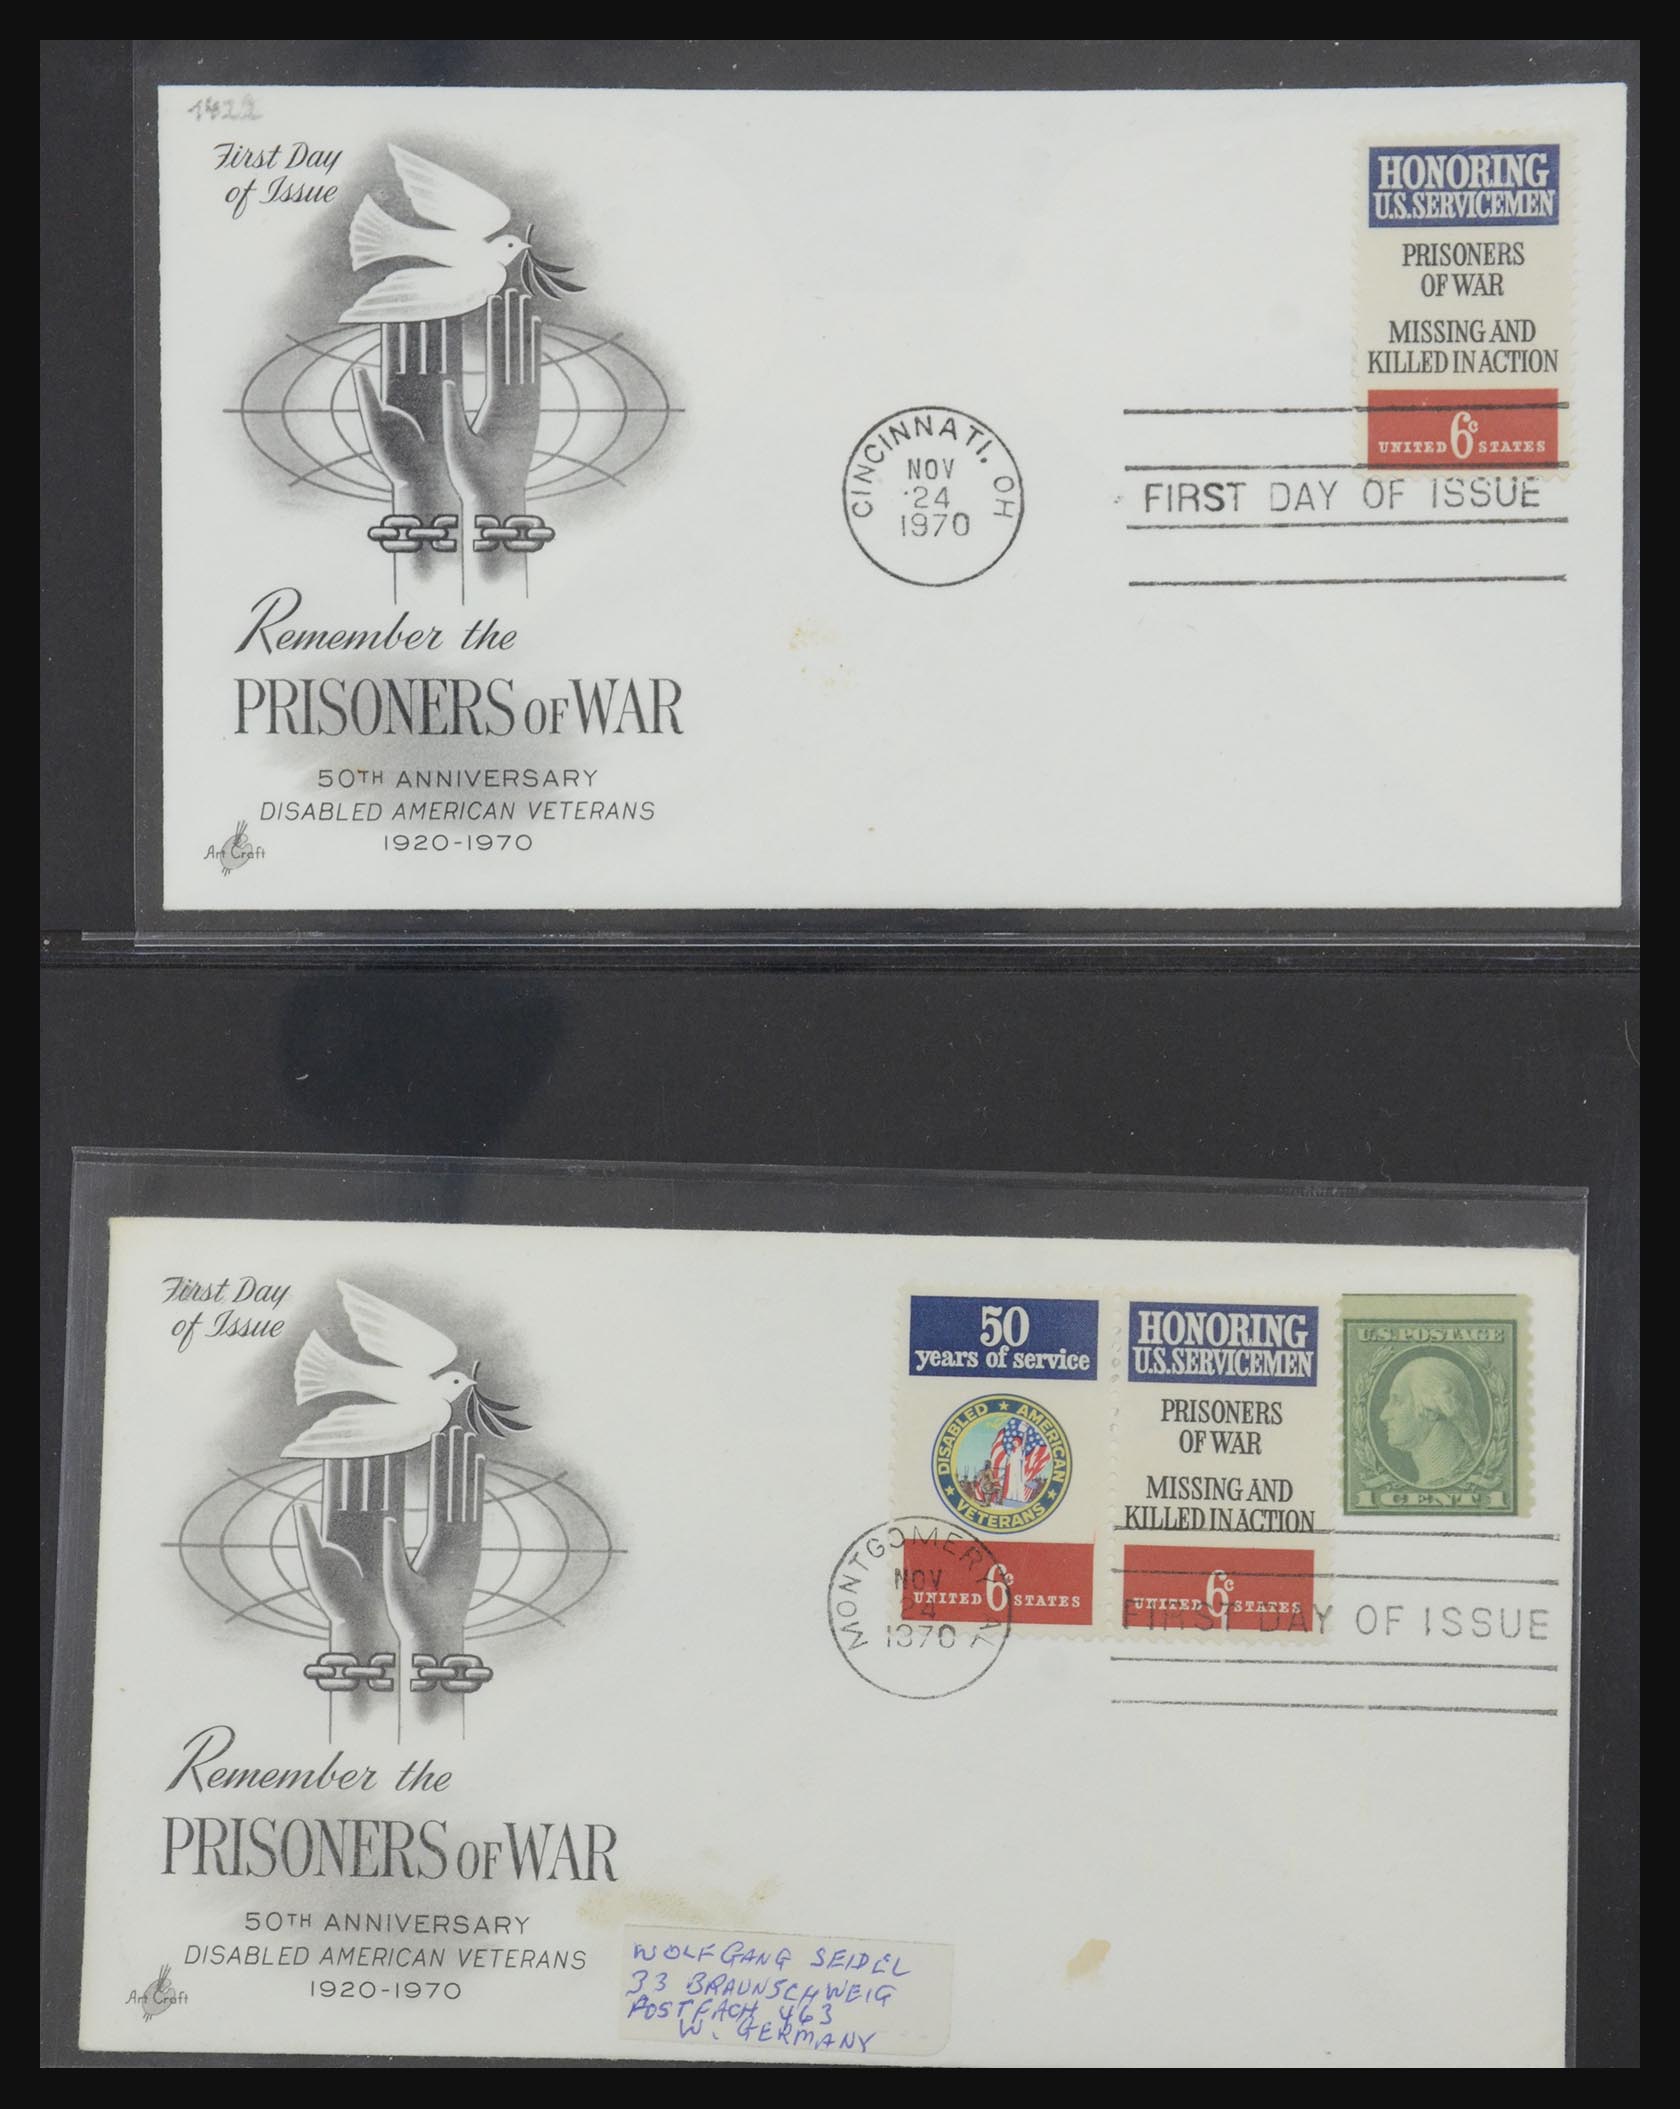 1422
First Day
of Issue
HONORING
U.S. SERVICEMEN
PRISONERS
OF WAR
MISSING AND
KILLED IN ACTION
UNITED 6c STATES
CINCINNATI, OH
NOV
24
1970
FIRST DAY OF ISSUE
Remember the
PRISONERS OF WAR
50TH ANNIVERSARY
DISABLED AMERICAN VETERANS
1920-1970
Art Craft
First Day
of Issue
50
years of service
DISABLED AMERICAN
VETERANS
UNITED 6c STATES
HONORING
U.S. SERVICEMEN
PRISONERS
OF WAR
MISSING AND
KILLED IN ACTION
UNITED 6c STATES
U.S. POSTAGE
1 CENT 1
MONTGOMERY AL
NOV
24
1970
FIRST DAY OF ISSUE
Remember the
PRISONERS OF WAR
50TH ANNIVERSARY
DISABLED AMERICAN VETERANS
1920-1970
Art Craft
WOLFGANG SEIDEL
33 BRAUNSCHWEIG
POSTFACH 463
W. GERMANY